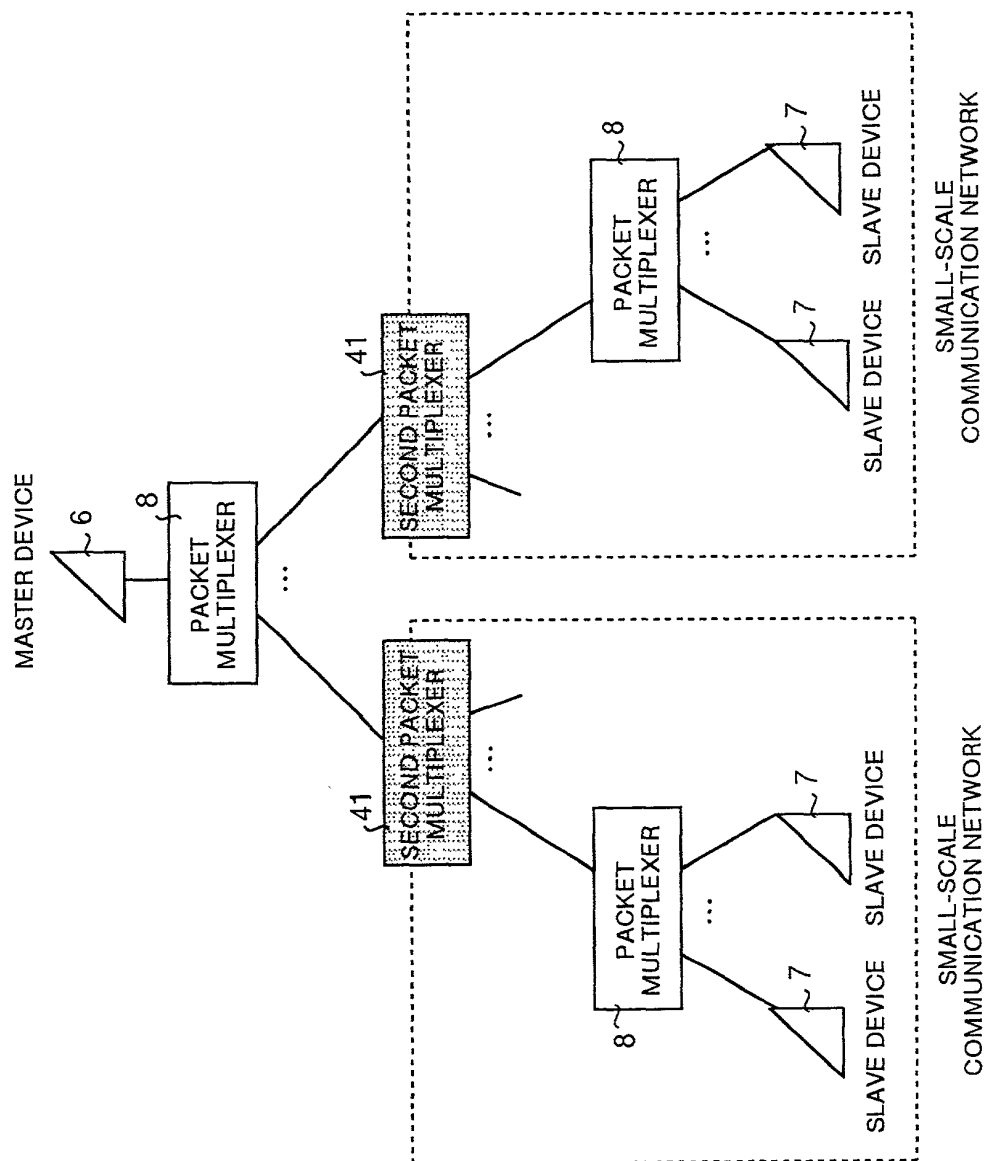 MASTER DEVICE
6
8
PACKET
MULTIPLEXER
...
41
SECOND PACKET
MULTIPLEXER
...
41
SECOND PACKET
MULTIPLEXER
...
8
PACKET
MULTIPLEXER
...
8
PACKET
MULTIPLEXER
...
7
7
7
7
SLAVE DEVICE
SLAVE DEVICE
SLAVE DEVICE
SLAVE DEVICE
SMALL-SCALE
COMMUNICATION NETWORK
SMALL-SCALE
COMMUNICATION NETWORK